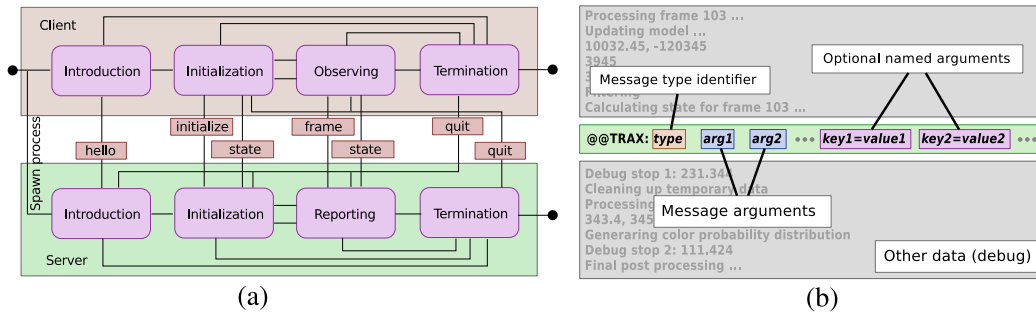 Client
Introduction
Initialization
Observing
Termination
Spawn process
hello
initialize
state
frame
state
quit
quit
Introduction
Initialization
Reporting
Termination
Server
(a)
Processing frame 103 ...
Updating model ...
10032.45, -120345
3945
Message type identifier
Optional named arguments
Calculating state for frame 103 ...
@@TRAX: type arg1 arg2 ... key1=value1 key2=value2 ...
Debug stop 1: 231.344
Cleaning up temporary data
Processing
343.4, 345
Message arguments
Generaring color probability distribution
Debug stop 2: 111.424
Final post processing ...
Other data (debug)
(b)